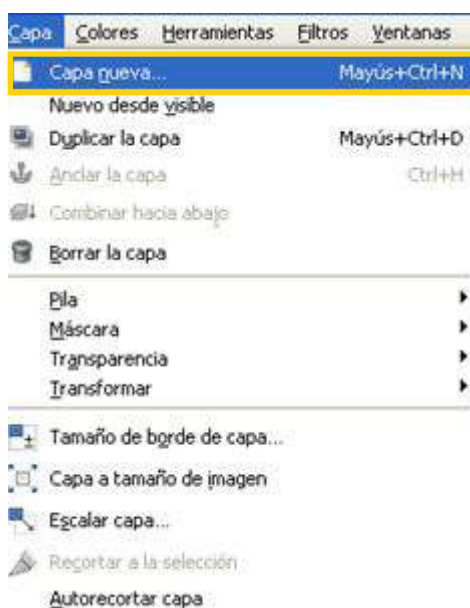 Capa Colores Herramientas Filtros Ventanas
Capa nueva... Mayús+Ctrl+N
Nuevo desde visible
Duplicar la capa Mayús+Ctrl+D
Anclar la capa Ctrl+H
Combinar hacia abajo
Borrar la capa
Pila
Máscara
Transparencia
Transformar
Tamaño de borde de capa...
Capa a tamaño de imagen
Escalar capa...
Recortar a la selección
Autorecortar capa